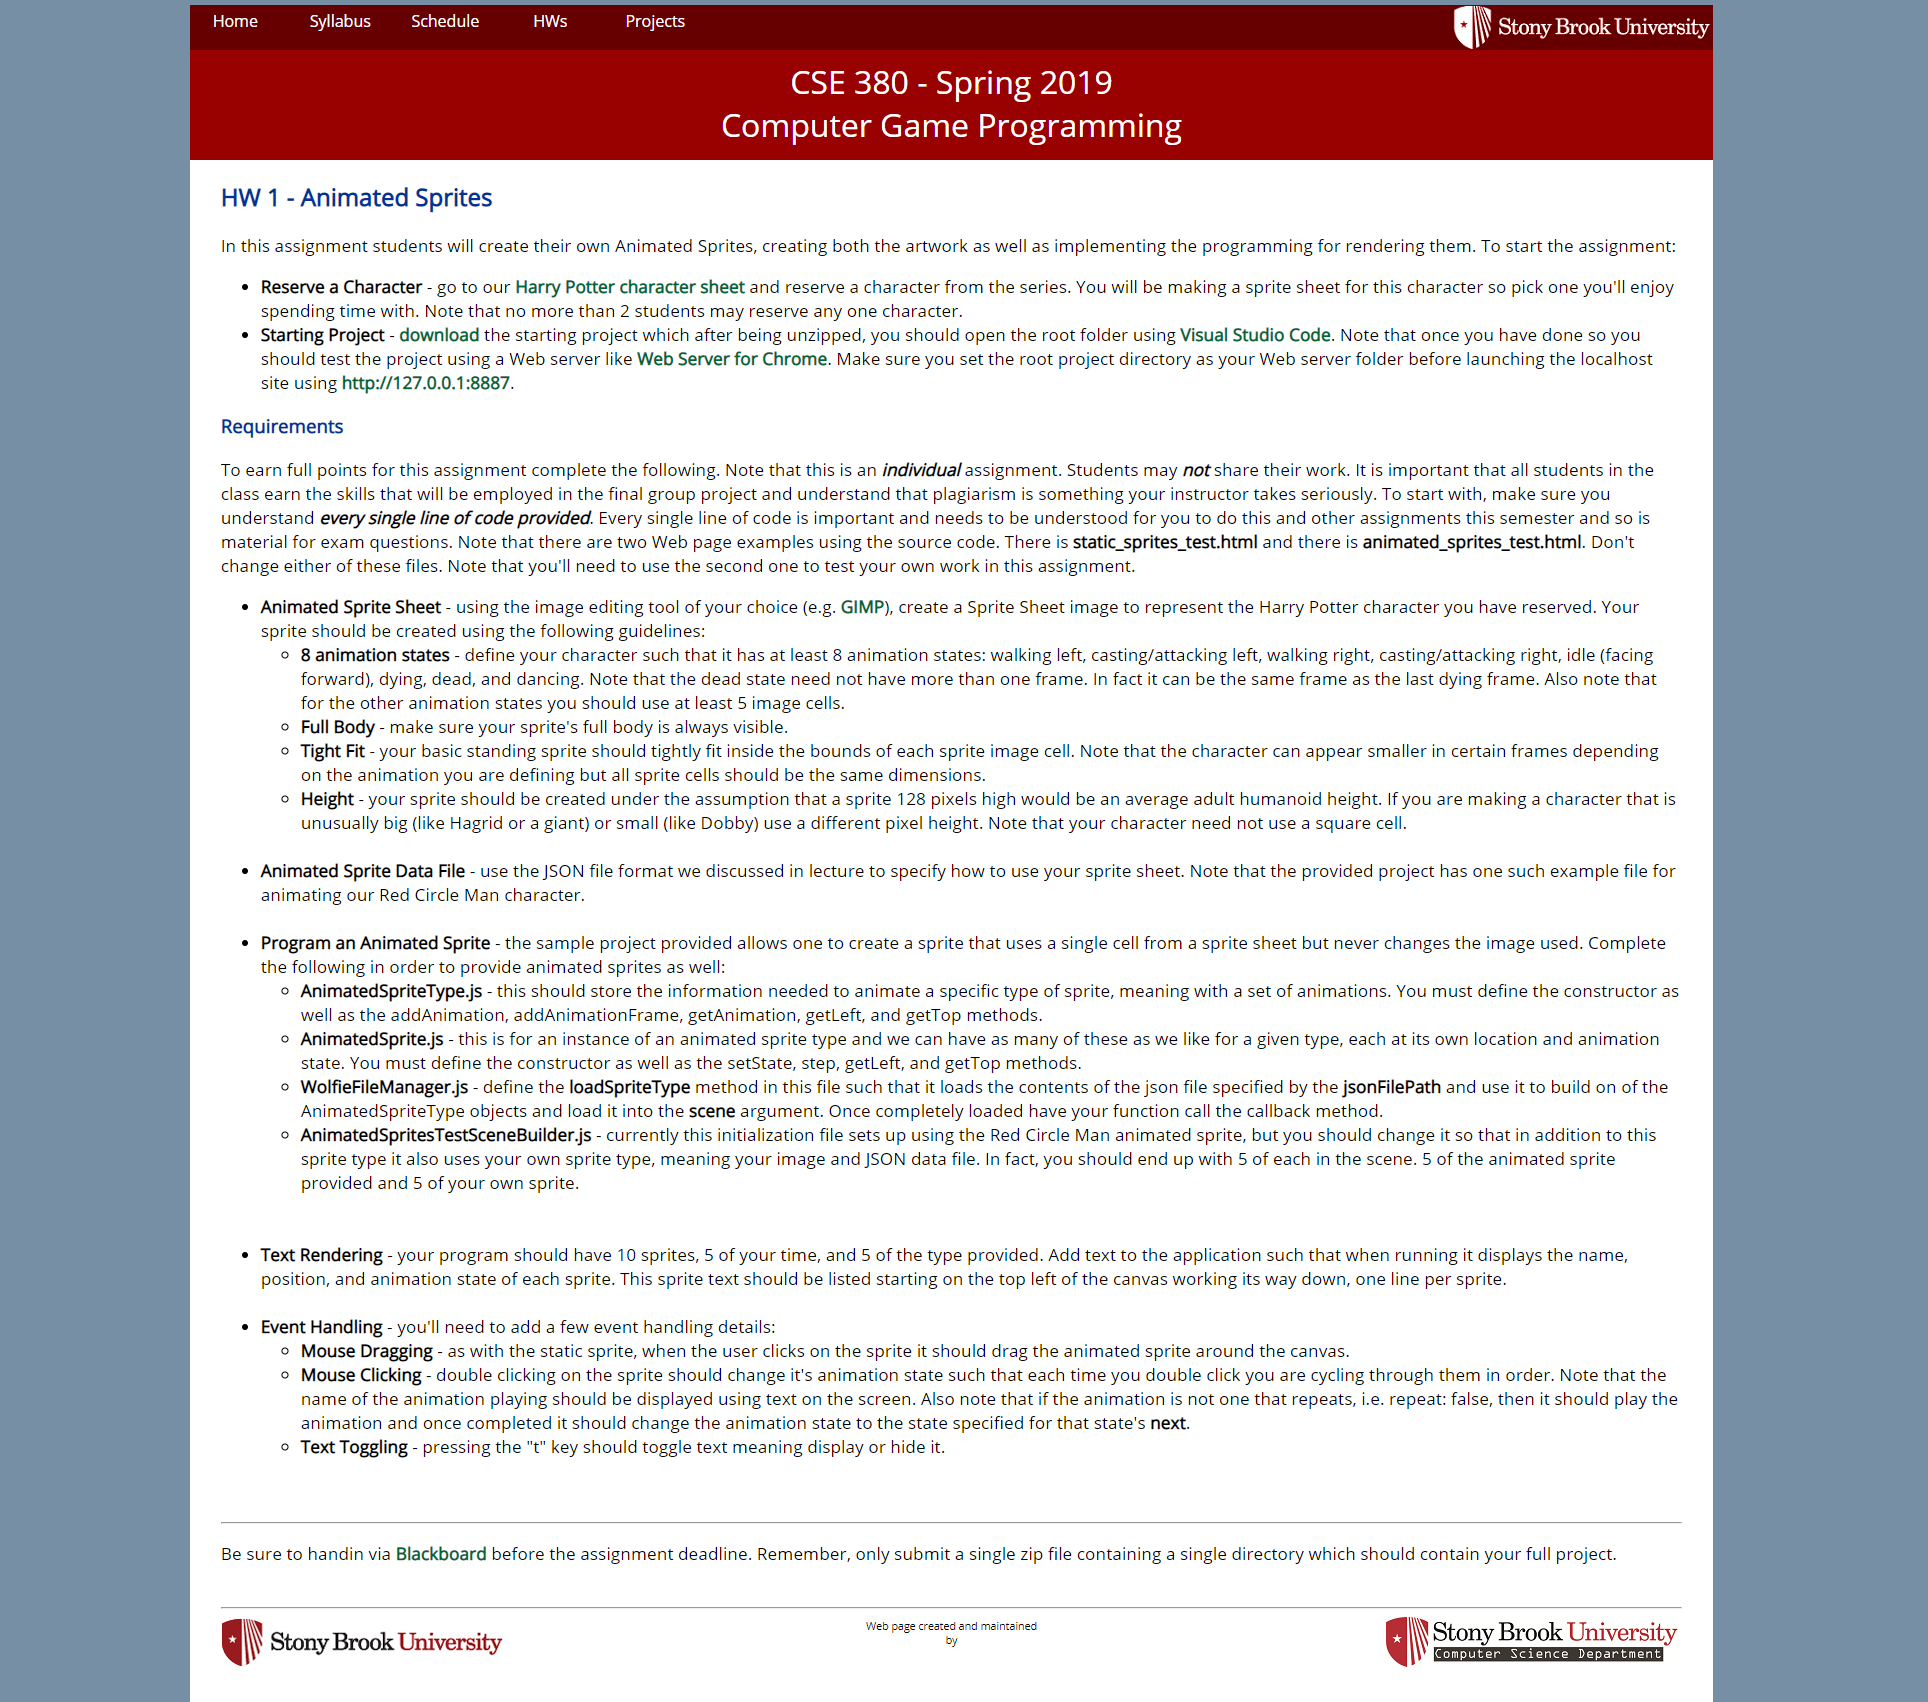 Home Syllabus Schedule HWs Projects
Stony Brook University
CSE 380 - Spring 2019
Computer Game Programming
HW 1 - Animated Sprites
In this assignment students will create their own Animated Sprites, creating both the artwork as well as implementing the programming for rendering them. To start the assignment:
• Reserve a Character - go to our Harry Potter character sheet and reserve a character from the series. You will be making a sprite sheet for this character so pick one you'll enjoy
spending time with. Note that no more than 2 students may reserve any one character.
• Starting Project - download the starting project which after being unzipped, you should open the root folder using Visual Studio Code. Note that once you have done so you
should test the project using a Web server like Web Server for Chrome. Make sure you set the root project directory as your Web server folder before launching the localhost
site using http://127.0.0.1:8887.
Requirements
To earn full points for this assignment complete the following. Note that this is an individual assignment. Students may not share their work. It is important that all students in the
class earn the skills that will be employed in the final group project and understand that plagiarism is something your instructor takes seriously. To start with, make sure you
understand every single line of code provided. Every single line of code is important and needs to be understood for you to do this and other assignments this semester and so is
material for exam questions. Note that there are two Web page examples using the source code. There is static_sprites_test.html and there is animated_sprites_test.html. Don't
change either of these files. Note that you'll need to use the second one to test your own work in this assignment.
• Animated Sprite Sheet - using the image editing tool of your choice (e.g. GIMP), create a Sprite Sheet image to represent the Harry Potter character you have reserved. Your
sprite should be created using the following guidelines:
◦ 8 animation states - define your character such that it has at least 8 animation states: walking left, casting/attacking left, walking right, casting/attacking right, idle (facing
forward), dying, dead, and dancing. Note that the dead state need not have more than one frame. In fact it can be the same frame as the last dying frame. Also note that
for the other animation states you should use at least 5 image cells.
◦ Full Body - make sure your sprite's full body is always visible.
◦ Tight Fit - your basic standing sprite should tightly fit inside the bounds of each sprite image cell. Note that the character can appear smaller in certain frames depending
on the animation you are defining but all sprite cells should be the same dimensions.
◦ Height - your sprite should be created under the assumption that a sprite 128 pixels high would be an average adult humanoid height. If you are making a character that is
unusually big (like Hagrid or a giant) or small (like Dobby) use a different pixel height. Note that your character need not use a square cell.
• Animated Sprite Data File - use the JSON file format we discussed in lecture to specify how to use your sprite sheet. Note that the provided project has one such example file for
animating our Red Circle Man character.
• Program an Animated Sprite - the sample project provided allows one to create a sprite that uses a single cell from a sprite sheet but never changes the image used. Complete
the following in order to provide animated sprites as well:
◦ AnimatedSpriteType.js - this should store the information needed to animate a specific type of sprite, meaning with a set of animations. You must define the constructor as
well as the addAnimation, addAnimationFrame, getAnimation, getLeft, and getTop methods.
◦ AnimatedSprite.js - this is for an instance of an animated sprite type and we can have as many of these as we like for a given type, each at its own location and animation
state. You must define the constructor as well as the setState, step, getLeft, and getTop methods.
◦ WolfieFileManager.js - define the loadSpriteType method in this file such that it loads the contents of the json file specified by the jsonFilePath and use it to build on of the
AnimatedSpriteType objects and load it into the scene argument. Once completely loaded have your function call the callback method.
◦ AnimatedSpritesTestSceneBuilder.js - currently this initialization file sets up using the Red Circle Man animated sprite, but you should change it so that in addition to this
sprite type it also uses your own sprite type, meaning your image and JSON data file. In fact, you should end up with 5 of each in the scene. 5 of the animated sprite
provided and 5 of your own sprite.
• Text Rendering - your program should have 10 sprites, 5 of your time, and 5 of the type provided. Add text to the application such that when running it displays the name,
position, and animation state of each sprite. This sprite text should be listed starting on the top left of the canvas working its way down, one line per sprite.
• Event Handling - you'll need to add a few event handling details:
◦ Mouse Dragging - as with the static sprite, when the user clicks on the sprite it should drag the animated sprite around the canvas.
◦ Mouse Clicking - double clicking on the sprite should change it's animation state such that each time you double click you are cycling through them in order. Note that the
name of the animation playing should be displayed using text on the screen. Also note that if the animation is not one that repeats, i.e. repeat: false, then it should play the
animation and once completed it should change the animation state to the state specified for that state's next.
◦ Text Toggling - pressing the "t" key should toggle text meaning display or hide it.
Be sure to handin via Blackboard before the assignment deadline. Remember, only submit a single zip file containing a single directory which should contain your full project.
Stony Brook University
Web page created and maintained
by
Stony Brook University
Computer Science Department